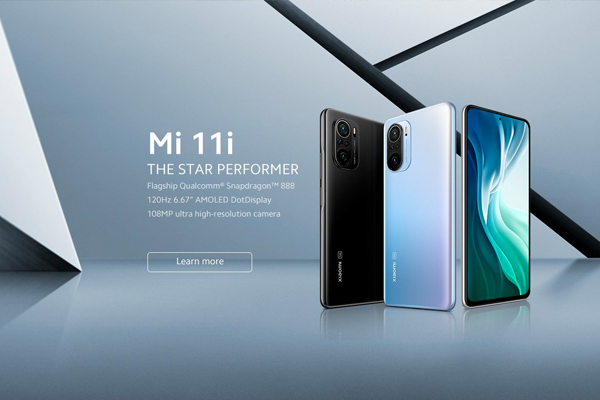 Mi 11i
THE STAR PERFORMER
Flagship Qualcomm® Snapdragon™ 888
120Hz 6.67" AMOLED DotDisplay
108MP ultra high-resolution camera
Learn more
XIAOMI
XIAOMI